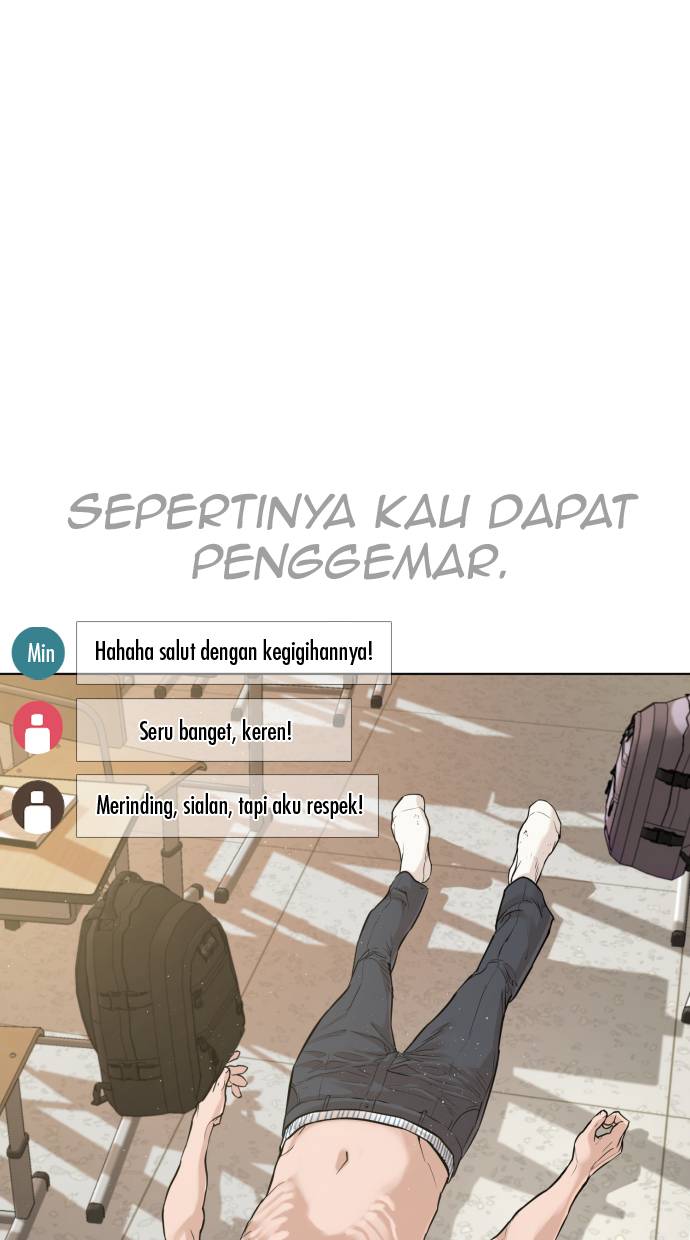 SEPERTINYA KAU DAPAT
PENGGEMAR.
Min
Hahaha salut dengan kegigihannya!
Seru banget, keren!
Merinding, sialan, tapi aku respek!